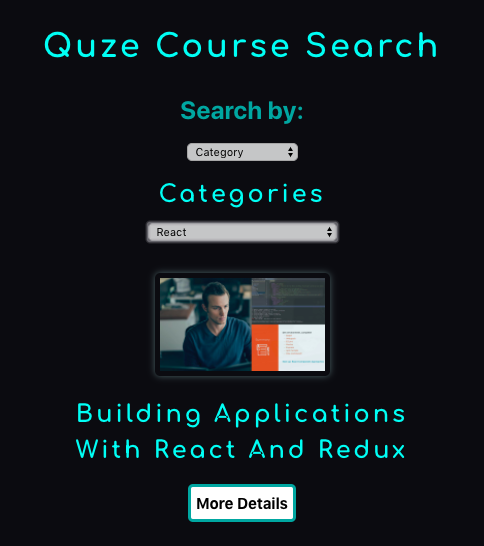 Quze Course Search
Search by:
Category
Categories
React
Building Applications
With React And Redux
More Details